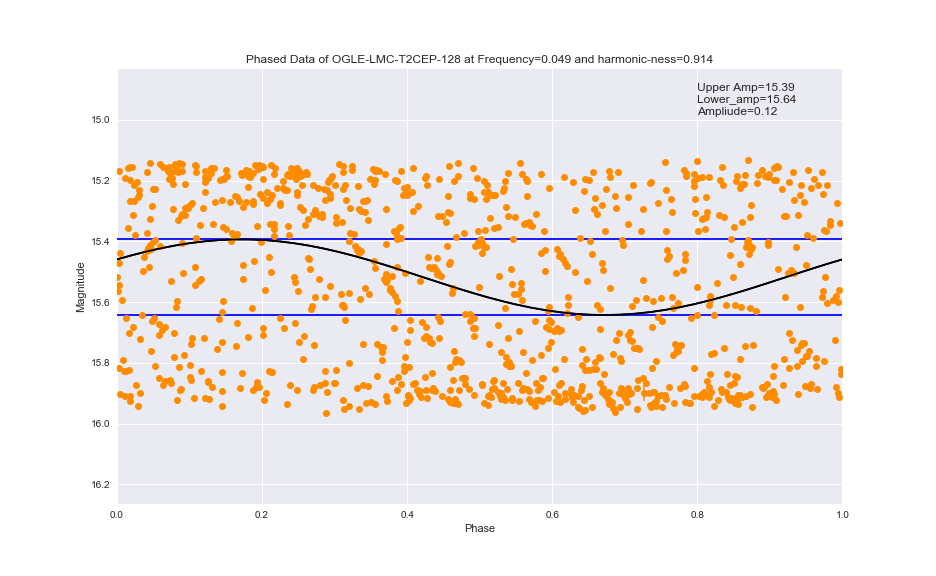 Phased Data of OGLE-LMC-T2CEP-128 at Frequency=0.049 and harmonic-ness=0.914
Upper Amp=15.39
Lower_amp=15.64
Ampliude=0.12
15.0
15.2
15.4
15.6
15.8
16.0
16.2
Magnitude
0.0
0.2
0.4
0.6
0.8
1.0
Phase